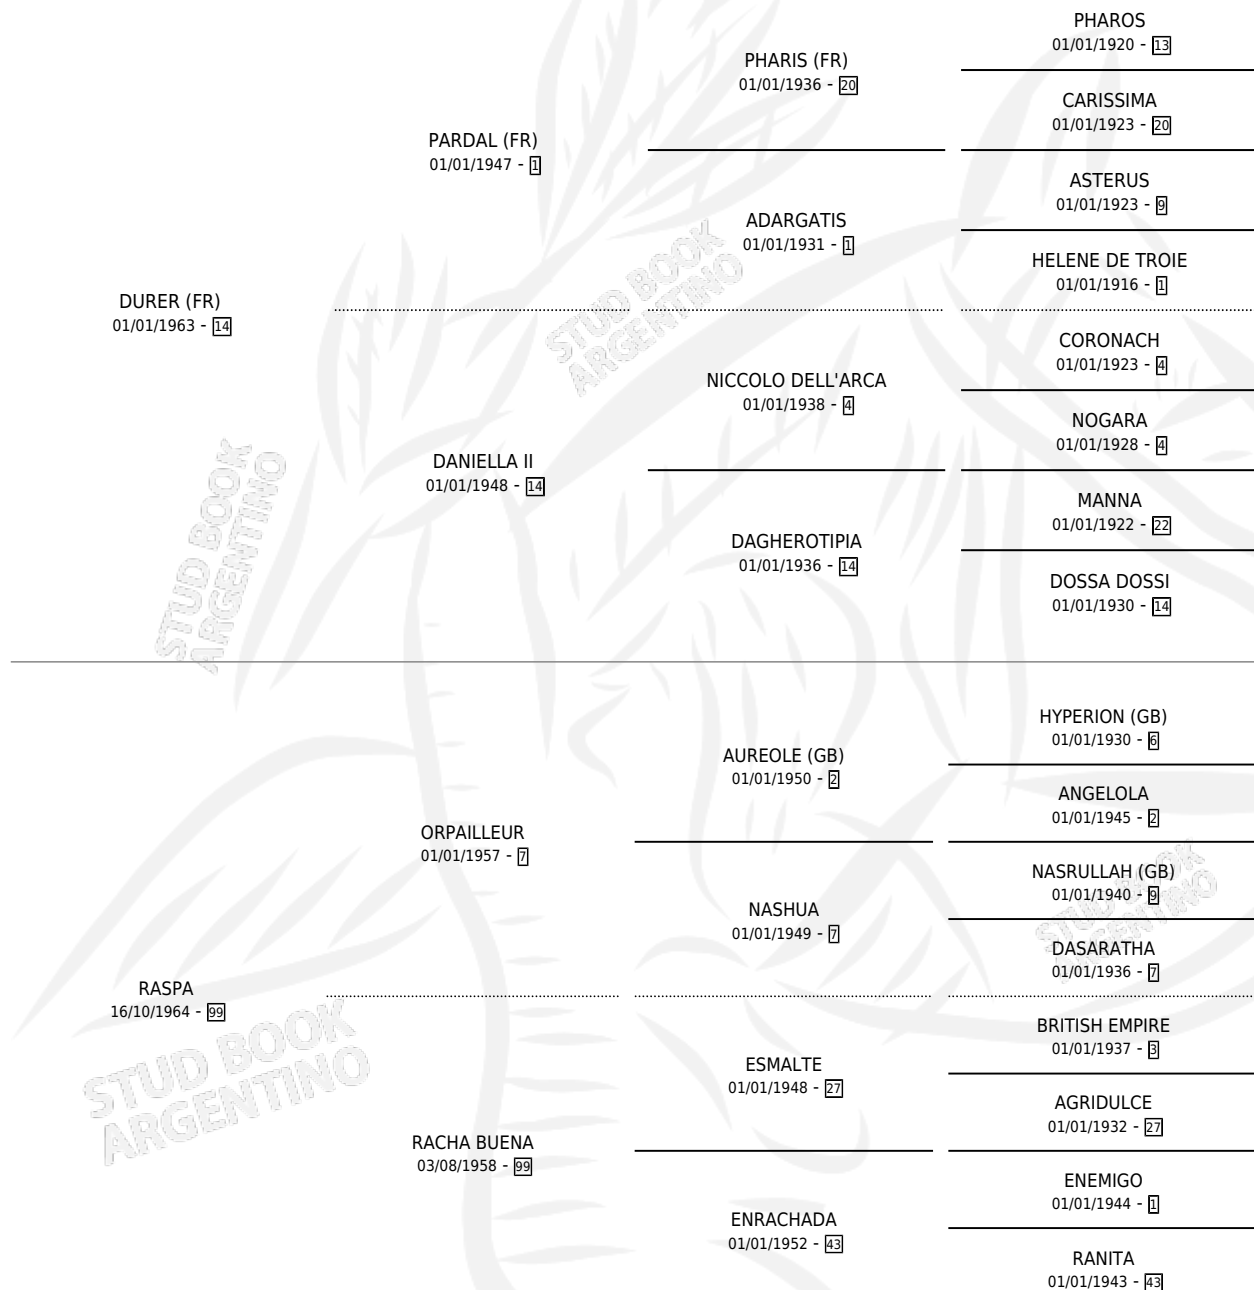 PHAROS
01/01/1920 - 13
PHARIS (FR)
01/01/1936 - 20
CARISSIMA
01/01/1923 - 20
PARDAL (FR)
01/01/1947 - 1
ASTERUS
01/01/1923 - 9
ADARGATIS
01/01/1931 - 1
HELENE DE TROIE
01/01/1916 - 1
DURER (FR)
01/01/1963 - 14
STUD BOOK
ARGENTINO
CORONACH
01/01/1923 - 4
NICCOLO DELL'ARCA
01/01/1938 - 4
NOGARA
01/01/1928 - 4
DANIELLA II
01/01/1948 - 14
MANNA
01/01/1922 - 22
DAGHEROTIPIA
01/01/1936 - 14
DOSSA DOSSI
01/01/1930 - 14
STUD BOOK
ARGENTINO
HYPERION (GB)
01/01/1930 - 6
AUREOLE (GB)
01/01/1950 - 2
ANGELOLA
01/01/1945 - 2
ORPAILLEUR
01/01/1957 - 7
NASRULLAH (GB)
01/01/1940 - 9
STUD BOOK
ARGENTINO
NASHUA
01/01/1949 - 7
DASARATHA
01/01/1936 - 7
RASPA
16/10/1964 - 99
STUD BOOK
ARGENTINO
BRITISH EMPIRE
01/01/1937 - 3
ESMALTE
01/01/1948 - 27
AGRIDULCE
01/01/1932 - 27
RACHA BUENA
03/08/1958 - 99
ENEMIGO
01/01/1944 - 1
ENRACHADA
01/01/1952 - 43
RANITA
01/01/1943 - 43